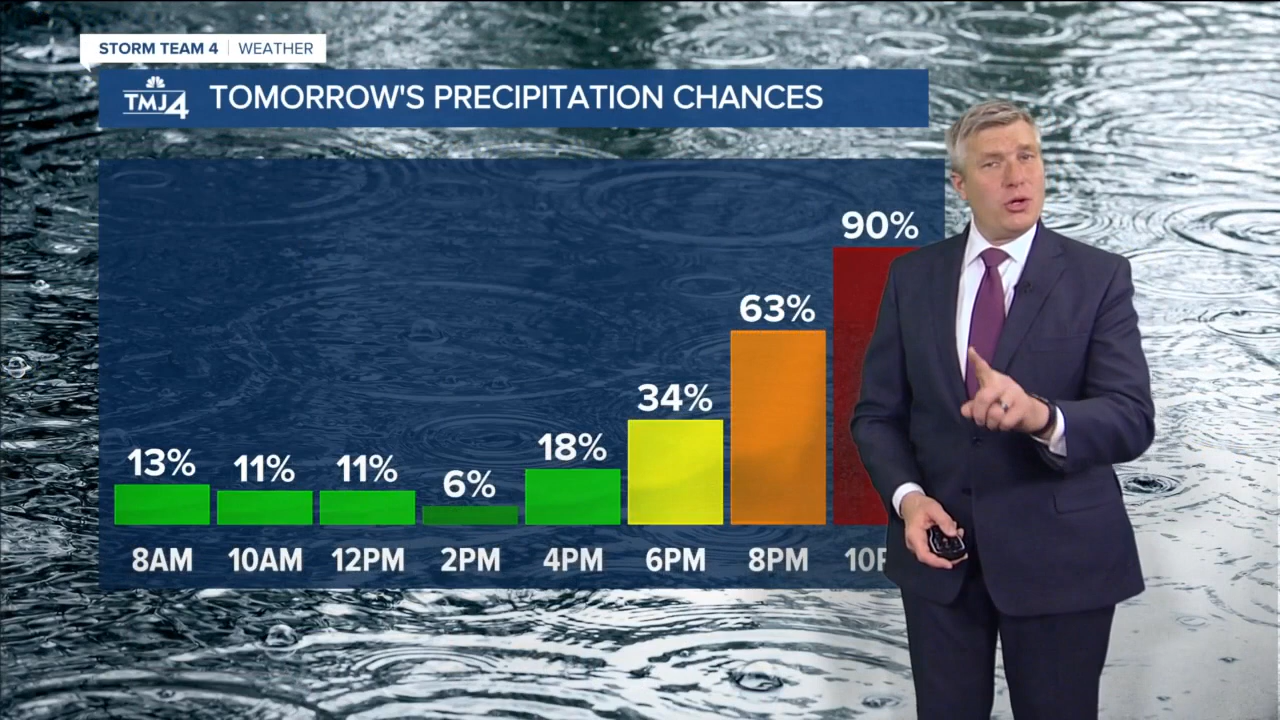 STORM TEAM 4 | WEATHER
TMJ4 TOMORROW'S PRECIPITATION CHANCES
90%
63%
34%
18%
13%
11%
11%
6%
8AM 10AM 12PM 2PM 4PM 6PM 8PM